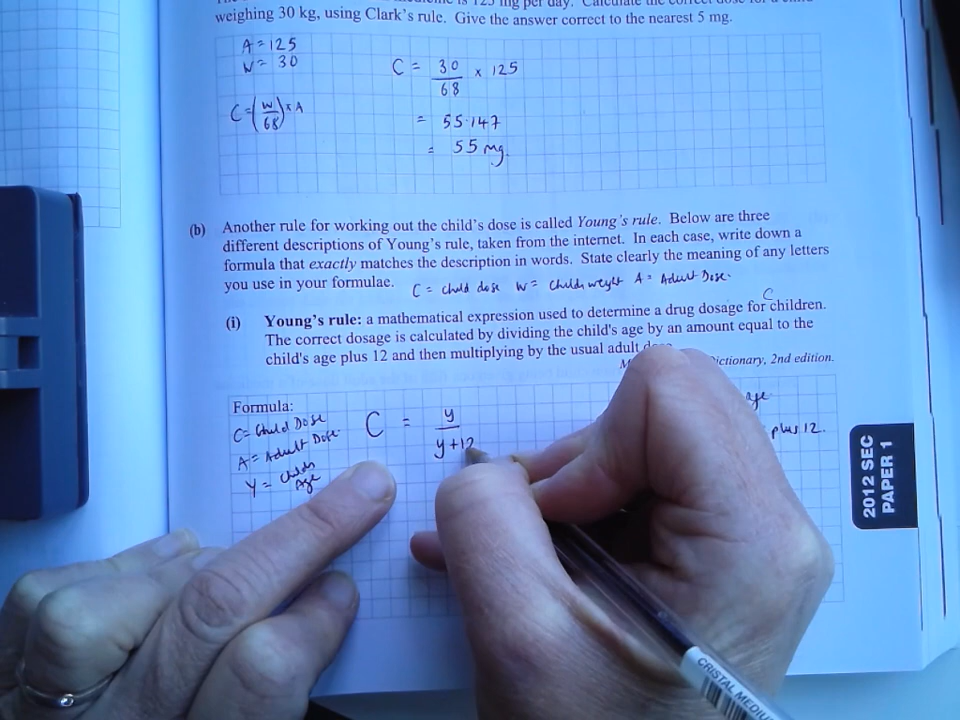 weighing 30 kg, using Clark's rule. Give the answer correct to the nearest 5 mg.
A = 125
W = 30
C = 30/68 x 125
C = (W/68) x A
= 55.147
= 55 mg.
(b) Another rule for working out the child's dose is called Young's rule. Below are three
different descriptions of Young's rule, taken from the internet. In each case, write down a
formula that exactly matches the description in words. State clearly the meaning of any letters
you use in your formulae. C = child dose W = Childs weight A = Adult Dose.
C
(i) Young's rule: a mathematical expression used to determine a drug dosage for children.
The correct dosage is calculated by dividing the child's age by an amount equal to the
child's age plus 12 and then multiplying by the usual adult
ictionary, 2nd edition.
Formula:
C = Child Dose
A = Adult Dose
Y = Childs Age
C = y/y+12
age
plus 12.
2012 SEC
PAPER 1
CRISTAL MEDIU